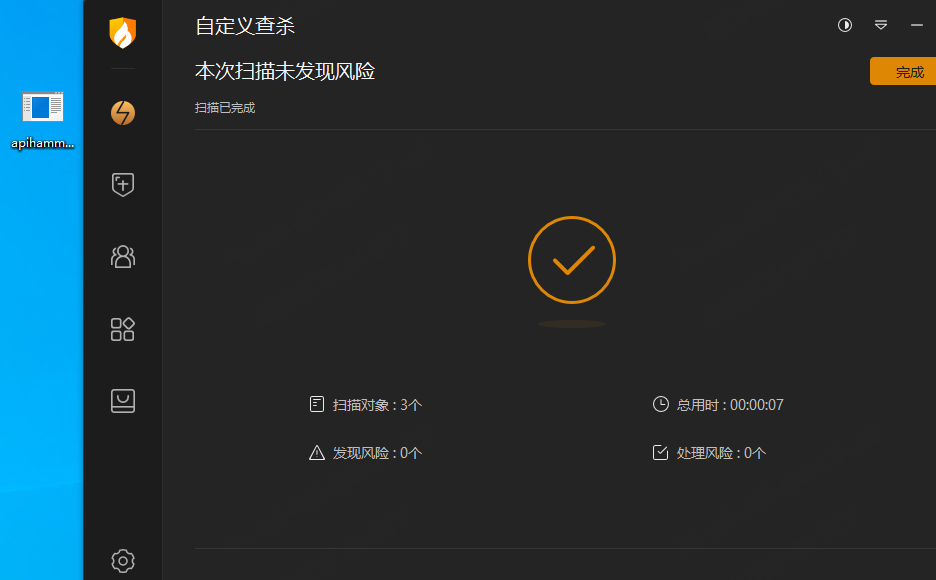 自定义查杀
本次扫描未发现风险
完成
扫描已完成
apihamm...
扫描对象 : 3个
总用时 : 00:00:07
发现风险 : 0个
处理风险 : 0个